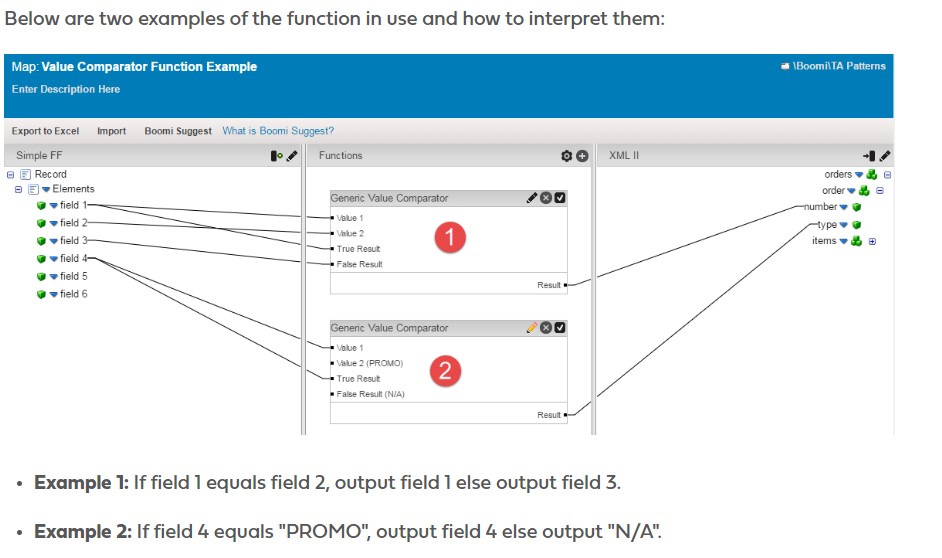 Below are two examples of the function in use and how to interpret them:
Map: Value Comparator Function Example
\Boomi\TA Patterns
Enter Description Here
Export to Excel Import Boomi Suggest What is Boomi Suggest?
Simple FF
Functions
XML II
Record
Elements
field 1
field 2
field 3
field 4
field 5
field 6
Generic Value Comparator
Value 1
Value 2
True Result
False Result
1
Result
Generic Value Comparator
Value 1
Value 2 (PROMO)
True Result
False Result (N/A)
2
Result
orders
order
number
type
items
• Example 1: If field 1 equals field 2, output field 1 else output field 3.
• Example 2: If field 4 equals "PROMO", output field 4 else output "N/A".